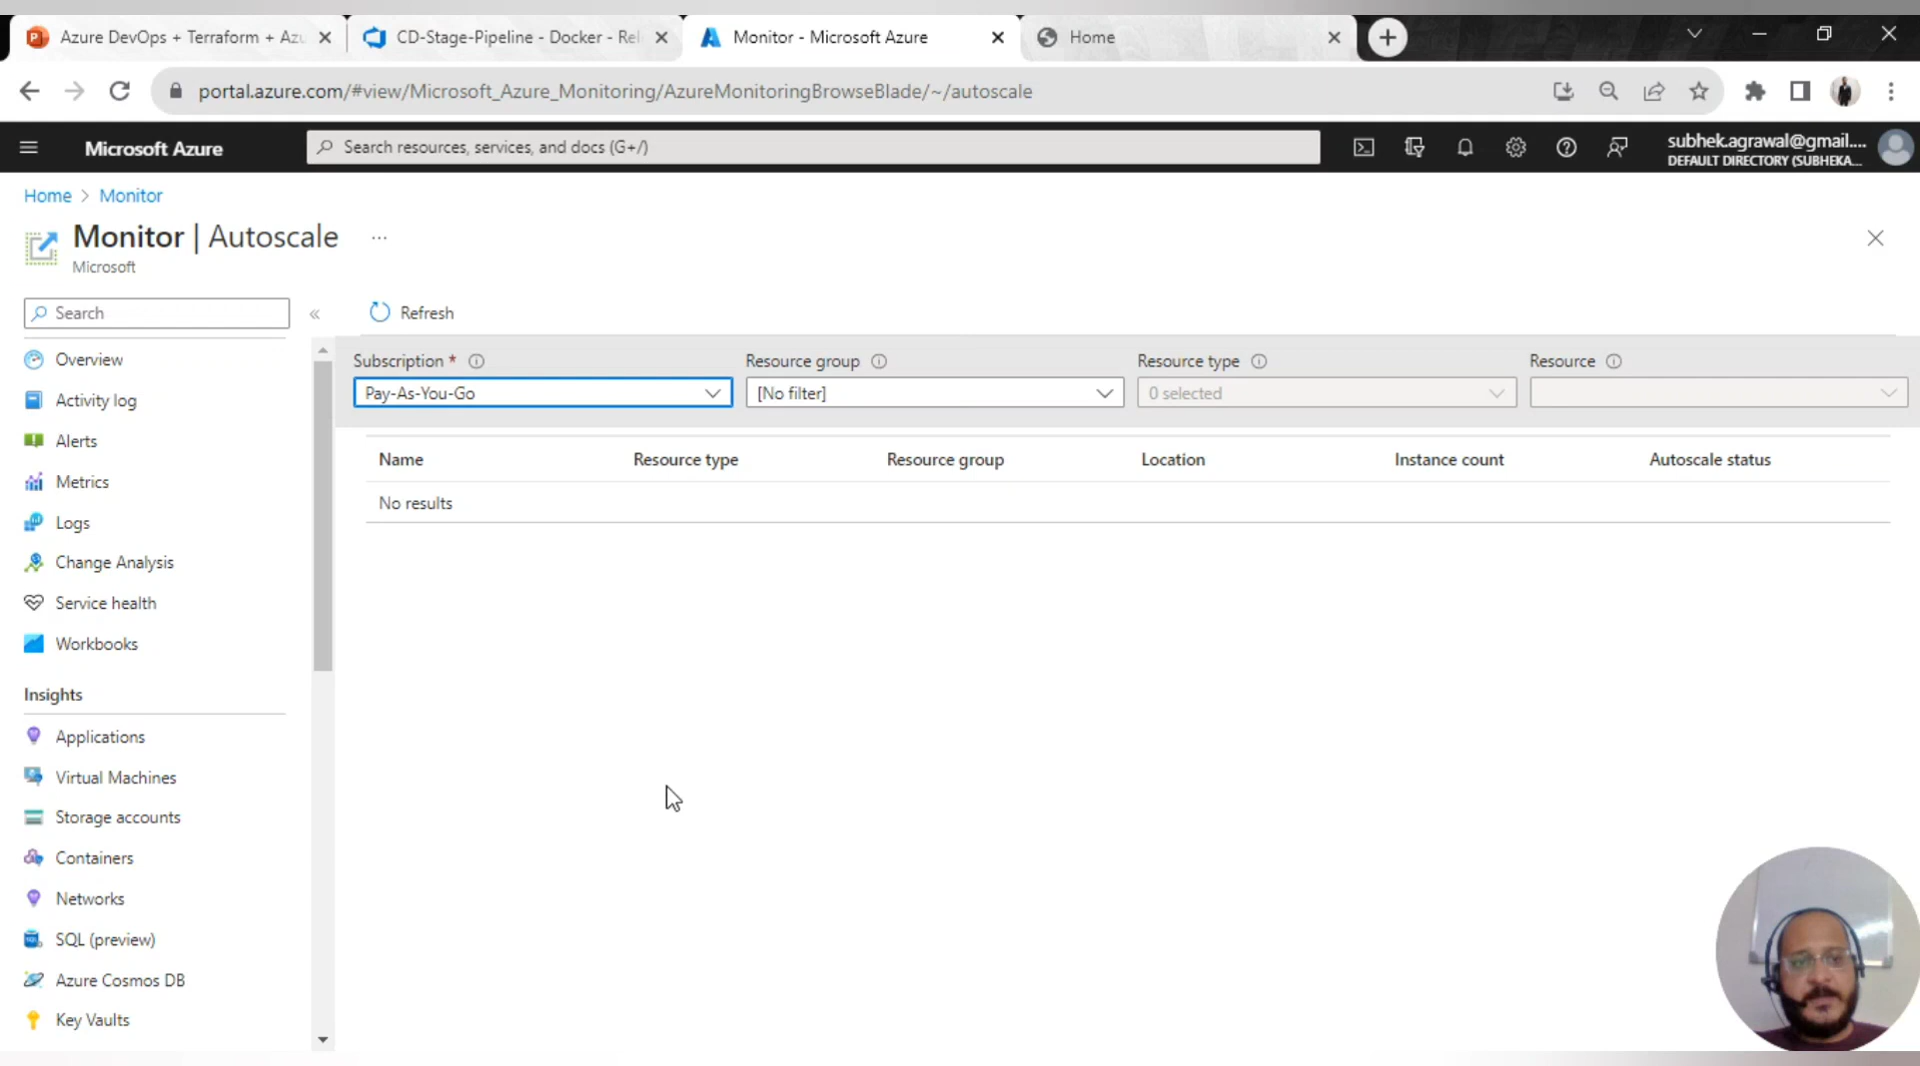 Azure DevOps + Terraform + Azu
CD-Stage-Pipeline - Docker - Rel
Monitor - Microsoft Azure
Home
portal.azure.com/#view/Microsoft_Azure_Monitoring/AzureMonitoringBrowseBlade/~/autoscale
Microsoft Azure
Search resources, services, and docs (G+/)
subhek.agrawal@gmail....
DEFAULT DIRECTORY (SUBHEKA...
Home > Monitor
Monitor | Autoscale ...
Microsoft
Search
«
Refresh
Overview
Activity log
Alerts
Metrics
Logs
Change Analysis
Service health
Workbooks
Insights
Applications
Virtual Machines
Storage accounts
Containers
Networks
SQL (preview)
Azure Cosmos DB
Key Vaults
Subscription * Resource group Resource type Resource
Pay-As-You-Go [No filter] 0 selected
Name Resource type Resource group Location Instance count Autoscale status
No results